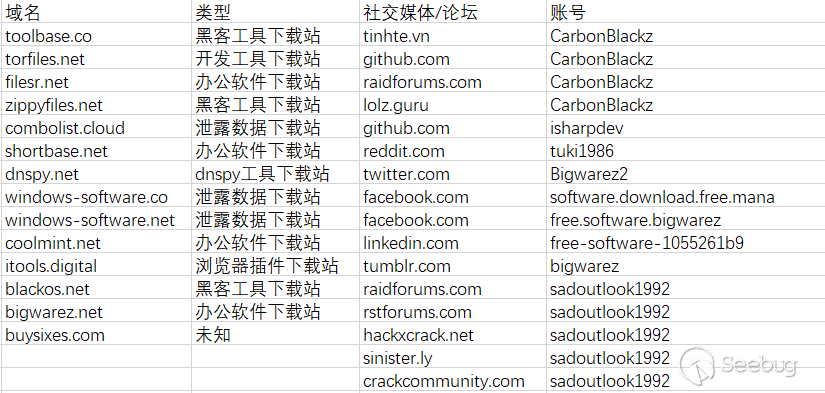 域名 类型 社交媒体/论坛 账号
toolbase.co 黑客工具下载站 tinhte.vn CarbonBlackz
torfiles.net 开发工具下载站 github.com CarbonBlackz
filesr.net 办公软件下载站 raidforums.com CarbonBlackz
zippyfiles.net 黑客工具下载站 lolz.guru CarbonBlackz
combolist.cloud 泄露数据下载站 github.com isharpdev
shortbase.net 办公软件下载站 reddit.com tuki1986
dnspy.net dnspy工具下载站 twitter.com Bigwarez2
windows-software.co 泄露数据下载站 facebook.com software.download.free.mana
windows-software.net 泄露数据下载站 facebook.com free.software.bigwarez
coolmint.net 办公软件下载站 linkedin.com free-software-1055261b9
itools.digital 浏览器插件下载站 tumblr.com bigwarez
blackos.net 黑客工具下载站 raidforums.com sadoutlook1992
bigwarez.net 办公软件下载站 rstforums.com sadoutlook1992
buysixes.com 未知 hackxcrack.net sadoutlook1992
sinister.ly sadoutlook1992
crackcommunity.com sadoutlook1992
Seebug